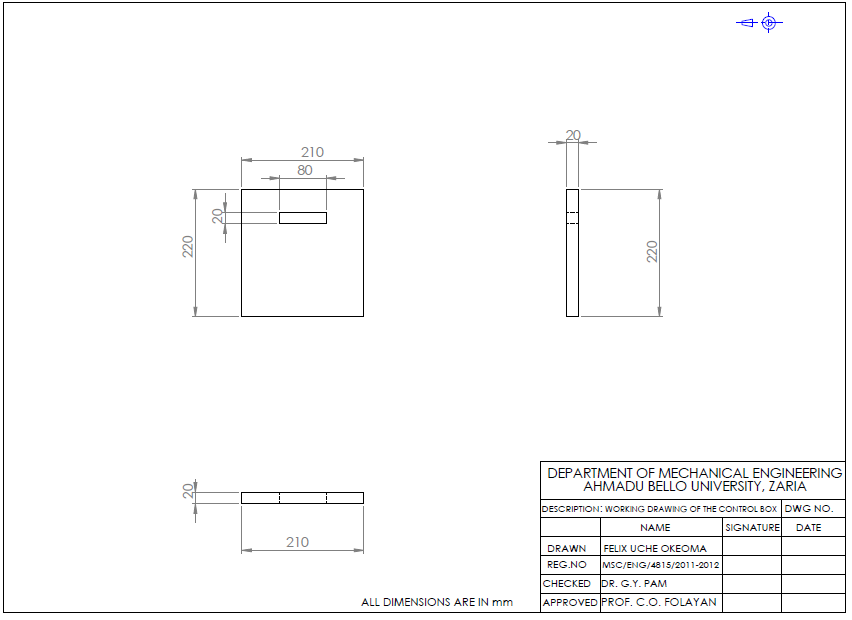 20
210
80
20
220
220
20
210
DEPARTMENT OF MECHANICAL ENGINEERING
AHMADU BELLO UNIVERSITY, ZARIA
DESCRIPTION: WORKING DRAWING OF THE CONTROL BOX DWG NO.
NAME SIGNATURE DATE
DRAWN FELIX UCHE OKEOMA
REG.NO MSC/ENG/4815/2011-2012
CHECKED DR. G.Y. PAM
ALL DIMENSIONS ARE IN mm
APPROVED PROF. C.O. FOLAYAN